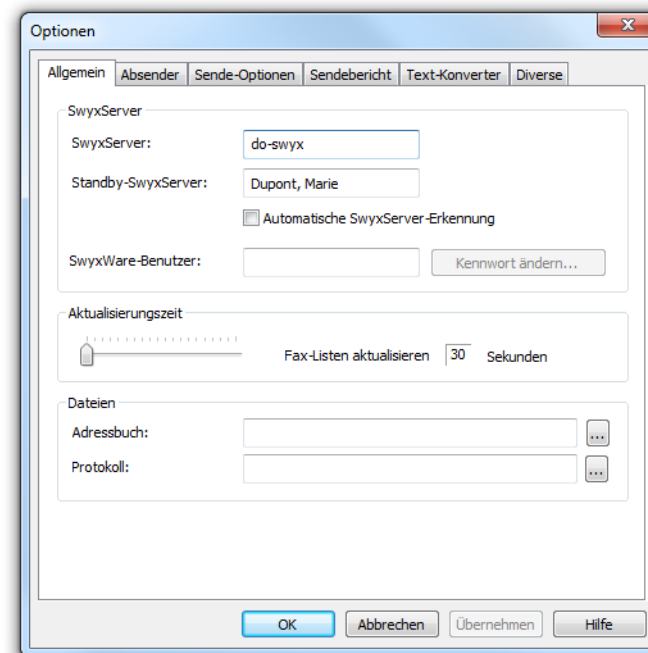 Optionen
Allgemein Absender Sende-Optionen Sendebericht Text-Konverter Diverse
SwyxServer
SwyxServer: do-swyx
Standby-SwyxServer: Dupont, Marie
Automatische SwyxServer-Erkennung
SwyxWare-Benutzer: Kennwort ändern...
Aktualisierungszeit
Fax-Listen aktualisieren 30 Sekunden
Dateien
Adressbuch: ...
Protokoll: ...
OK Abbrechen Übernehmen Hilfe